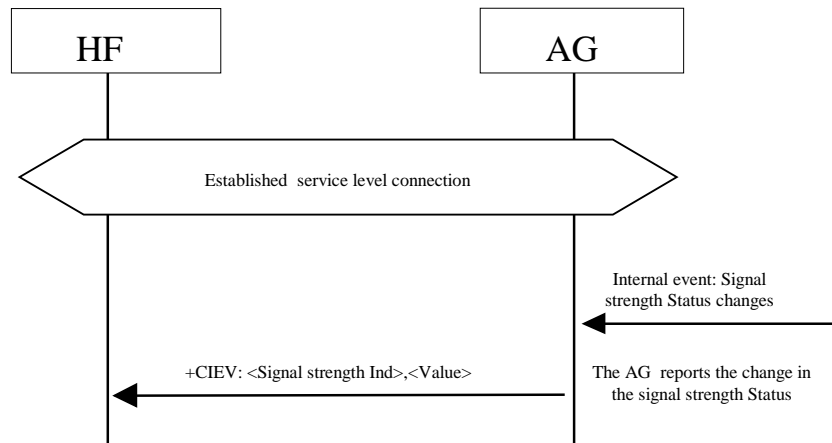 HF
AG
Established service level connection
Internal event: Signal
strength Status changes
+CIEV: <Signal strength Ind>,<Value>
The AG reports the change in
the signal strength Status